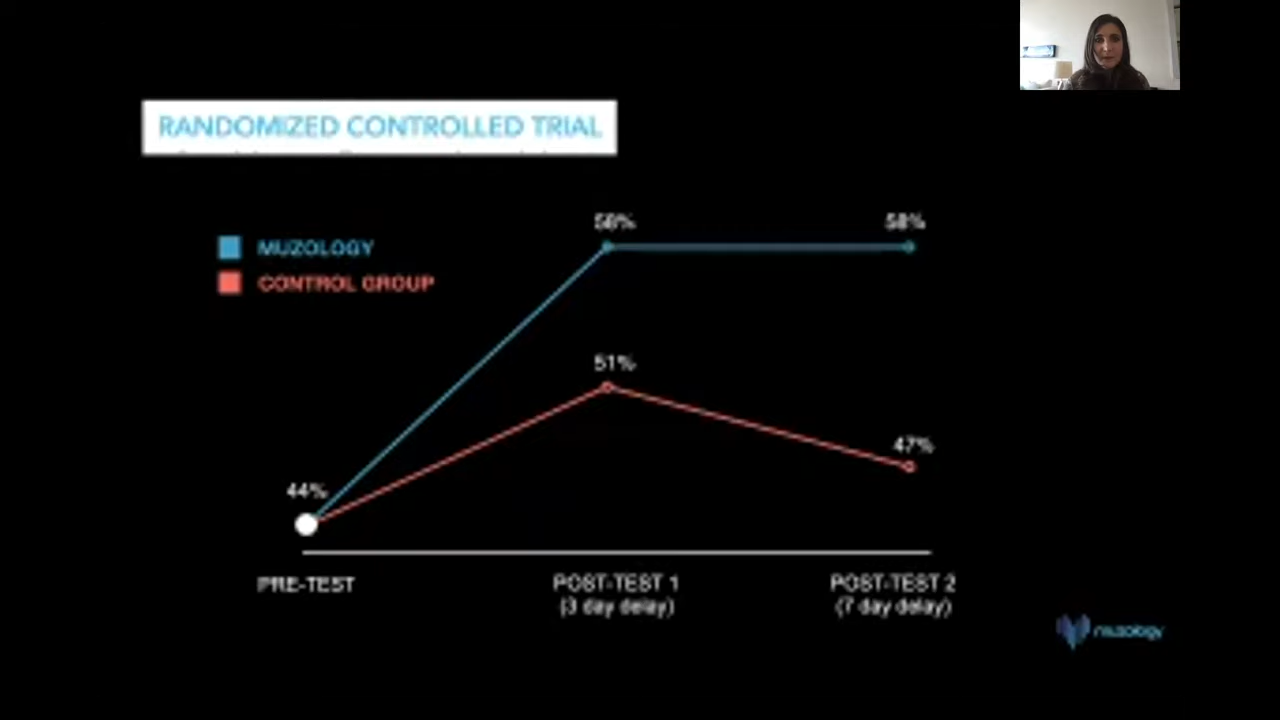 RANDOMIZED CONTROLLED TRIAL
MUZOLOGY
CONTROL GROUP
58%
58%
51%
47%
44%
PRE-TEST
POST-TEST 1
(3 day delay)
POST-TEST 2
(7 day delay)
muzology